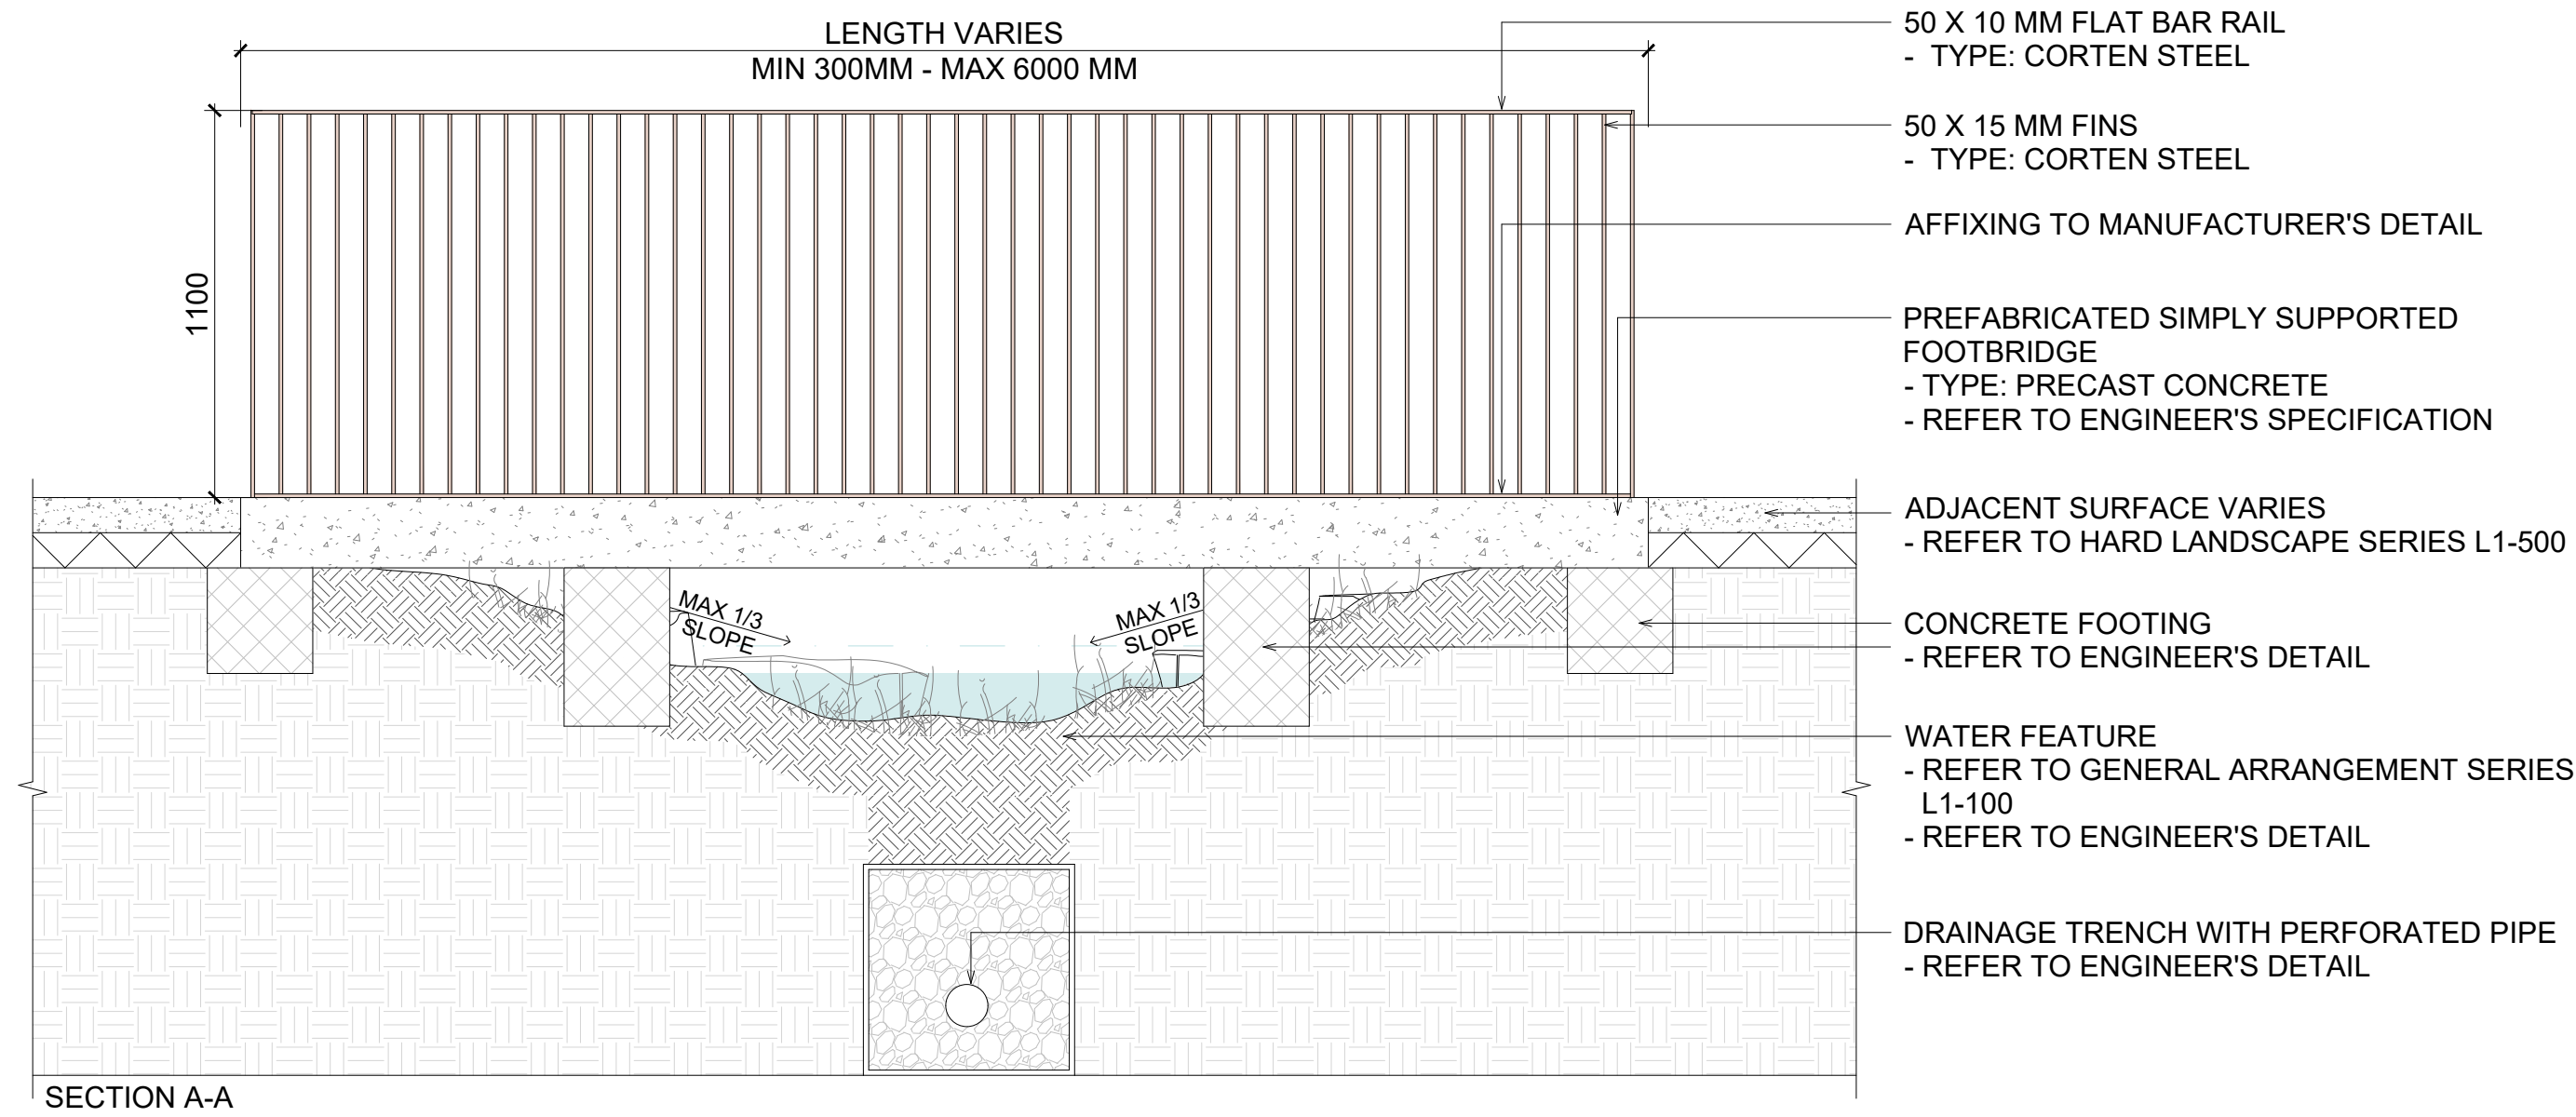 LENGTH VARIES
MIN 300MM - MAX 6000 MM
1100
50 X 10 MM FLAT BAR RAIL
- TYPE: CORTEN STEEL
50 X 15 MM FINS
- TYPE: CORTEN STEEL
AFFIXING TO MANUFACTURER'S DETAIL
PREFABRICATED SIMPLY SUPPORTED
FOOTBRIDGE
- TYPE: PRECAST CONCRETE
- REFER TO ENGINEER'S SPECIFICATION
ADJACENT SURFACE VARIES
- REFER TO HARD LANDSCAPE SERIES L1-500
MAX 1/3
SLOPE
MAX 1/3
SLOPE
CONCRETE FOOTING
- REFER TO ENGINEER'S DETAIL
WATER FEATURE
- REFER TO GENERAL ARRANGEMENT SERIES
L1-100
- REFER TO ENGINEER'S DETAIL
DRAINAGE TRENCH WITH PERFORATED PIPE
- REFER TO ENGINEER'S DETAIL
SECTION A-A